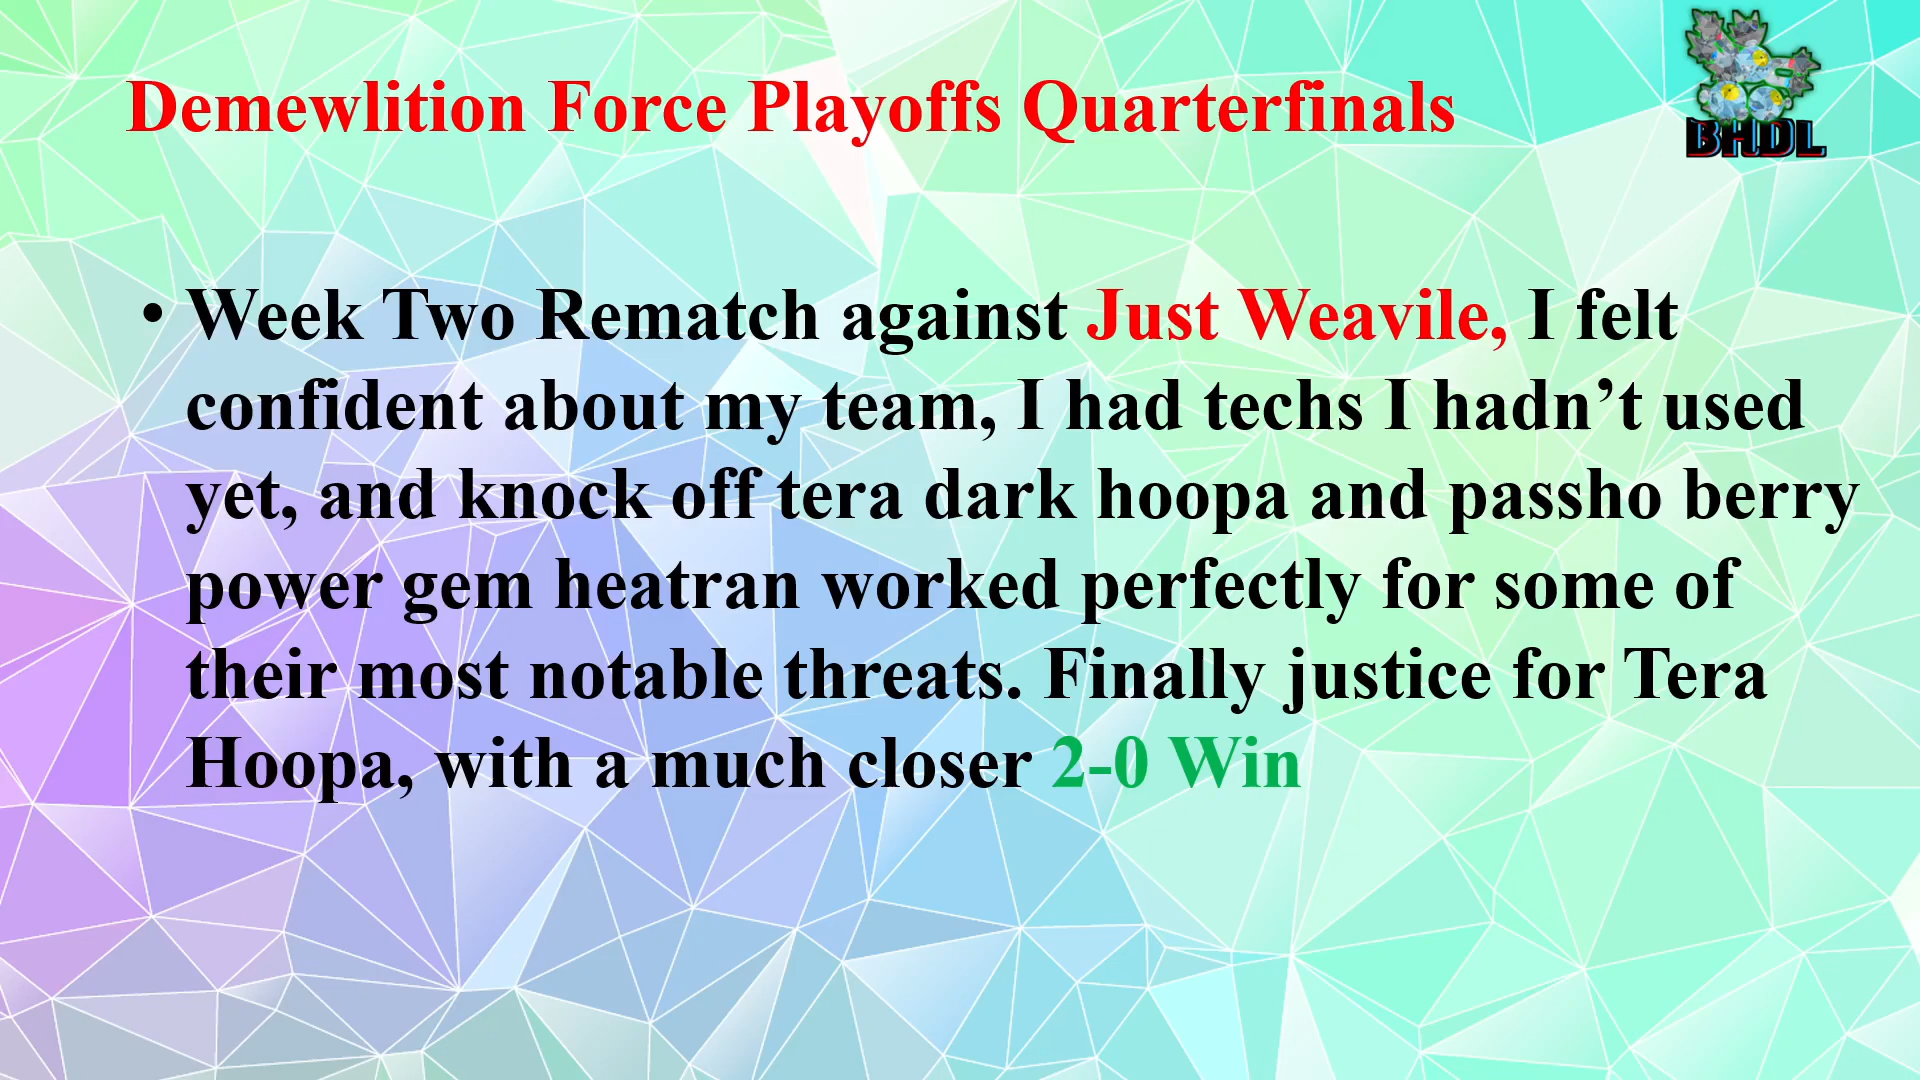 Demewlition Force Playoffs Quarterfinals
BHDL
• Week Two Rematch against Just Weavile, I felt
confident about my team, I had techs I hadn’t used
yet, and knock off tera dark hoopa and passho berry
power gem heatran worked perfectly for some of
their most notable threats. Finally justice for Tera
Hoopa, with a much closer 2-0 Win